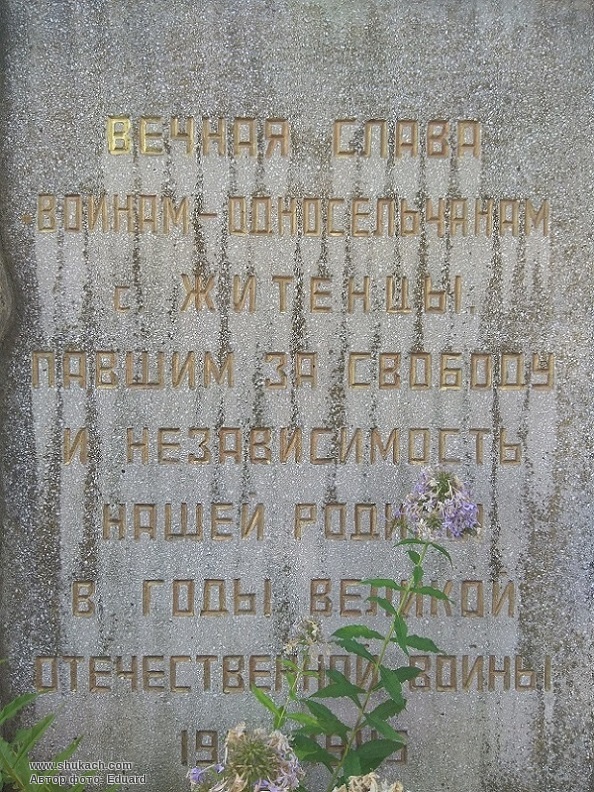 ВЕЧНАЯ СЛАВА
ВОИНАМ-ОДНОСЕЛЬЧАНАМ
с ЖИТЕНЦЫ,
ПАВШИМ ЗА СВОБОДУ
И НЕЗАВИСИМОСТЬ
НАШЕЙ
В ГОДЫ ВЕЛИКОЙ
ОТЕЧЕСТВЕННОЙ ВОЙНЫ
www.shukach.com
Автор фото: Eduard